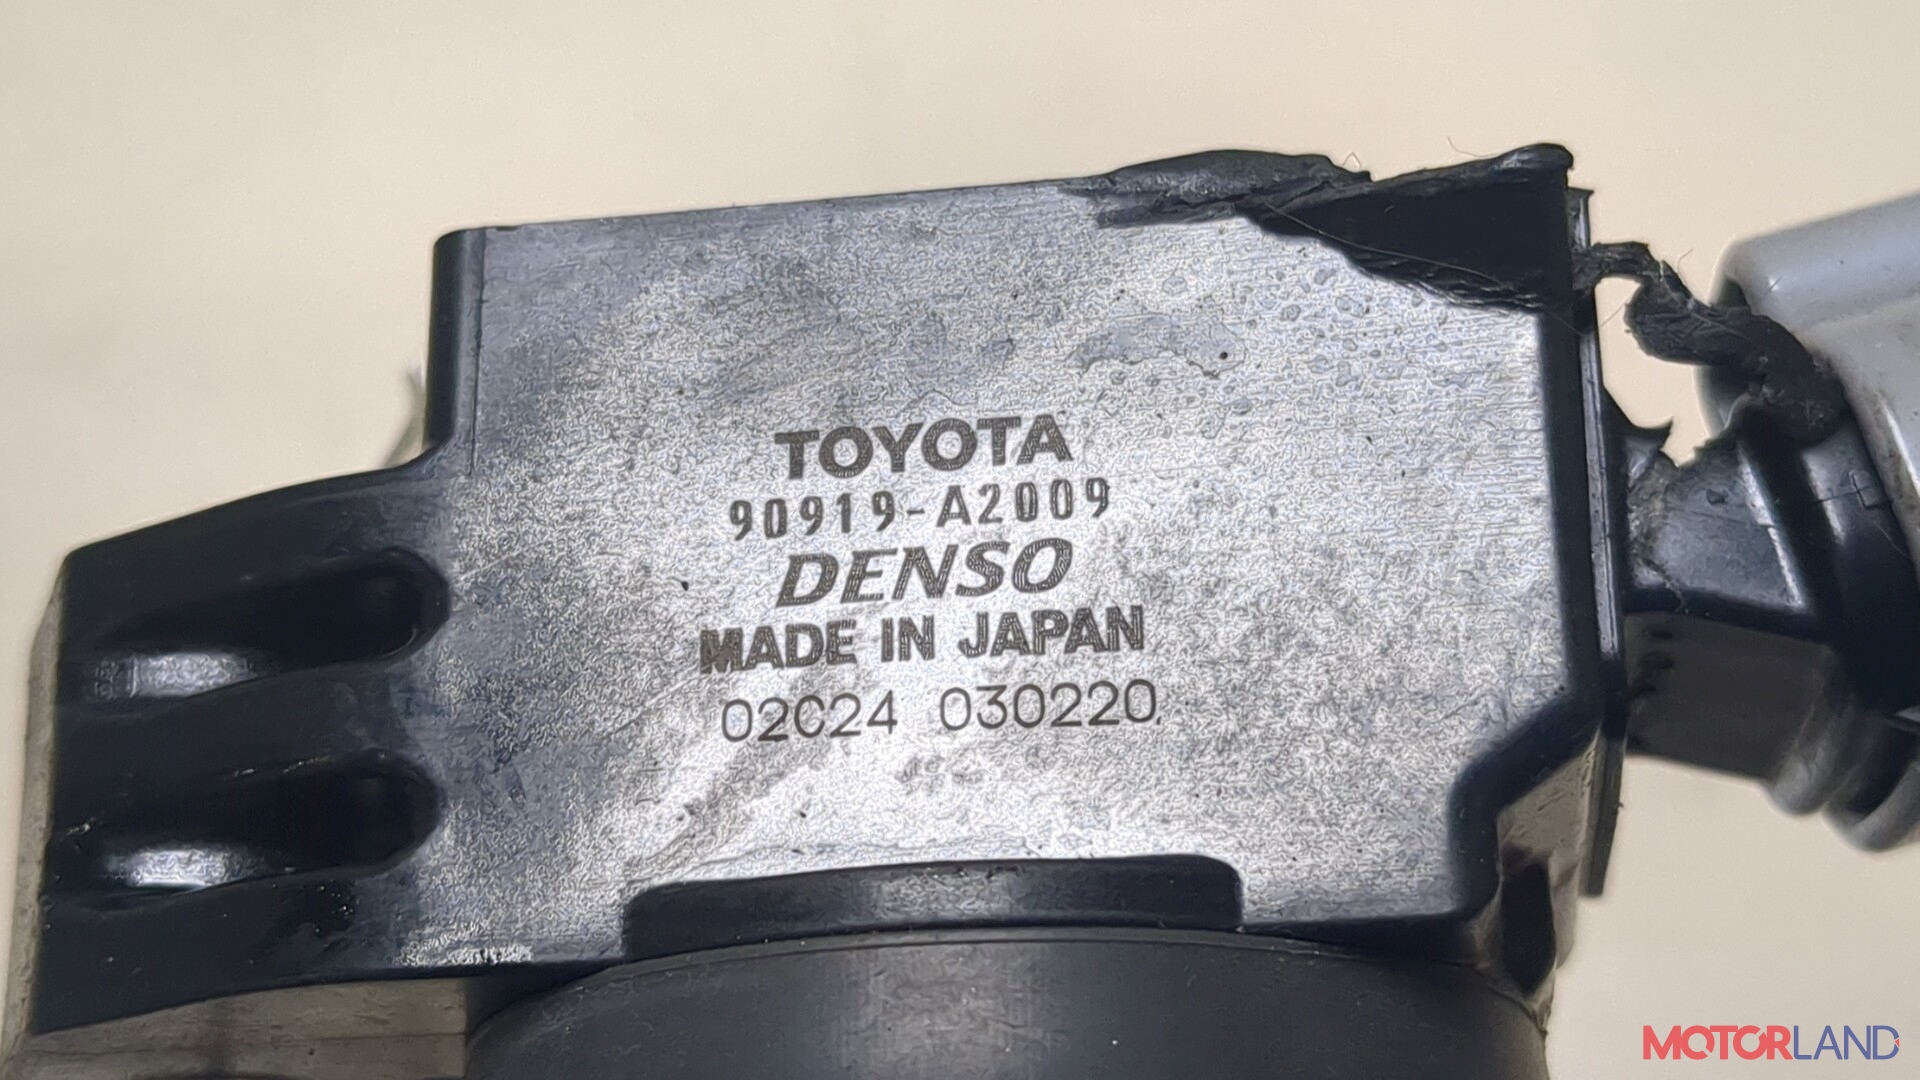 TOYOTA
90919-A2009
DENSO
MADE IN JAPAN
02C24 030220
MOTORLAND